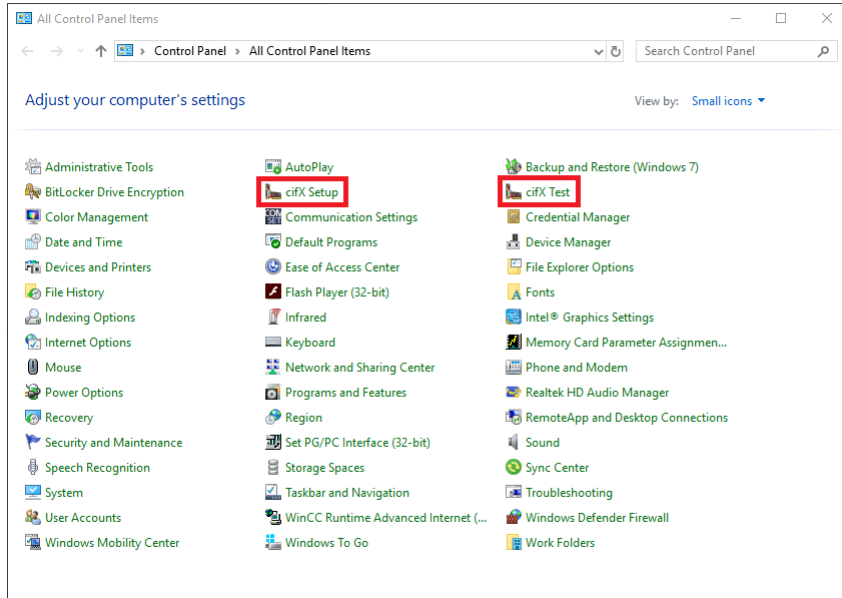 All Control Panel Items
Control Panel > All Control Panel Items
Search Control Panel
Adjust your computer's settings
View by: Small icons
Administrative Tools AutoPlay Backup and Restore (Windows 7)
BitLocker Drive Encryption cifX Setup cifX Test
Color Management Communication Settings Credential Manager
Date and Time Default Programs Device Manager
Devices and Printers Ease of Access Center File Explorer Options
File History Flash Player (32-bit) Fonts
Indexing Options Infrared Intel® Graphics Settings
Internet Options Keyboard Memory Card Parameter Assignmen...
Mouse Network and Sharing Center Phone and Modem
Power Options Programs and Features Realtek HD Audio Manager
Recovery Region RemoteApp and Desktop Connections
Security and Maintenance Set PG/PC Interface (32-bit) Sound
Speech Recognition Storage Spaces Sync Center
System Taskbar and Navigation Troubleshooting
User Accounts WinCC Runtime Advanced Internet (... Windows Defender Firewall
Windows Mobility Center Windows To Go Work Folders